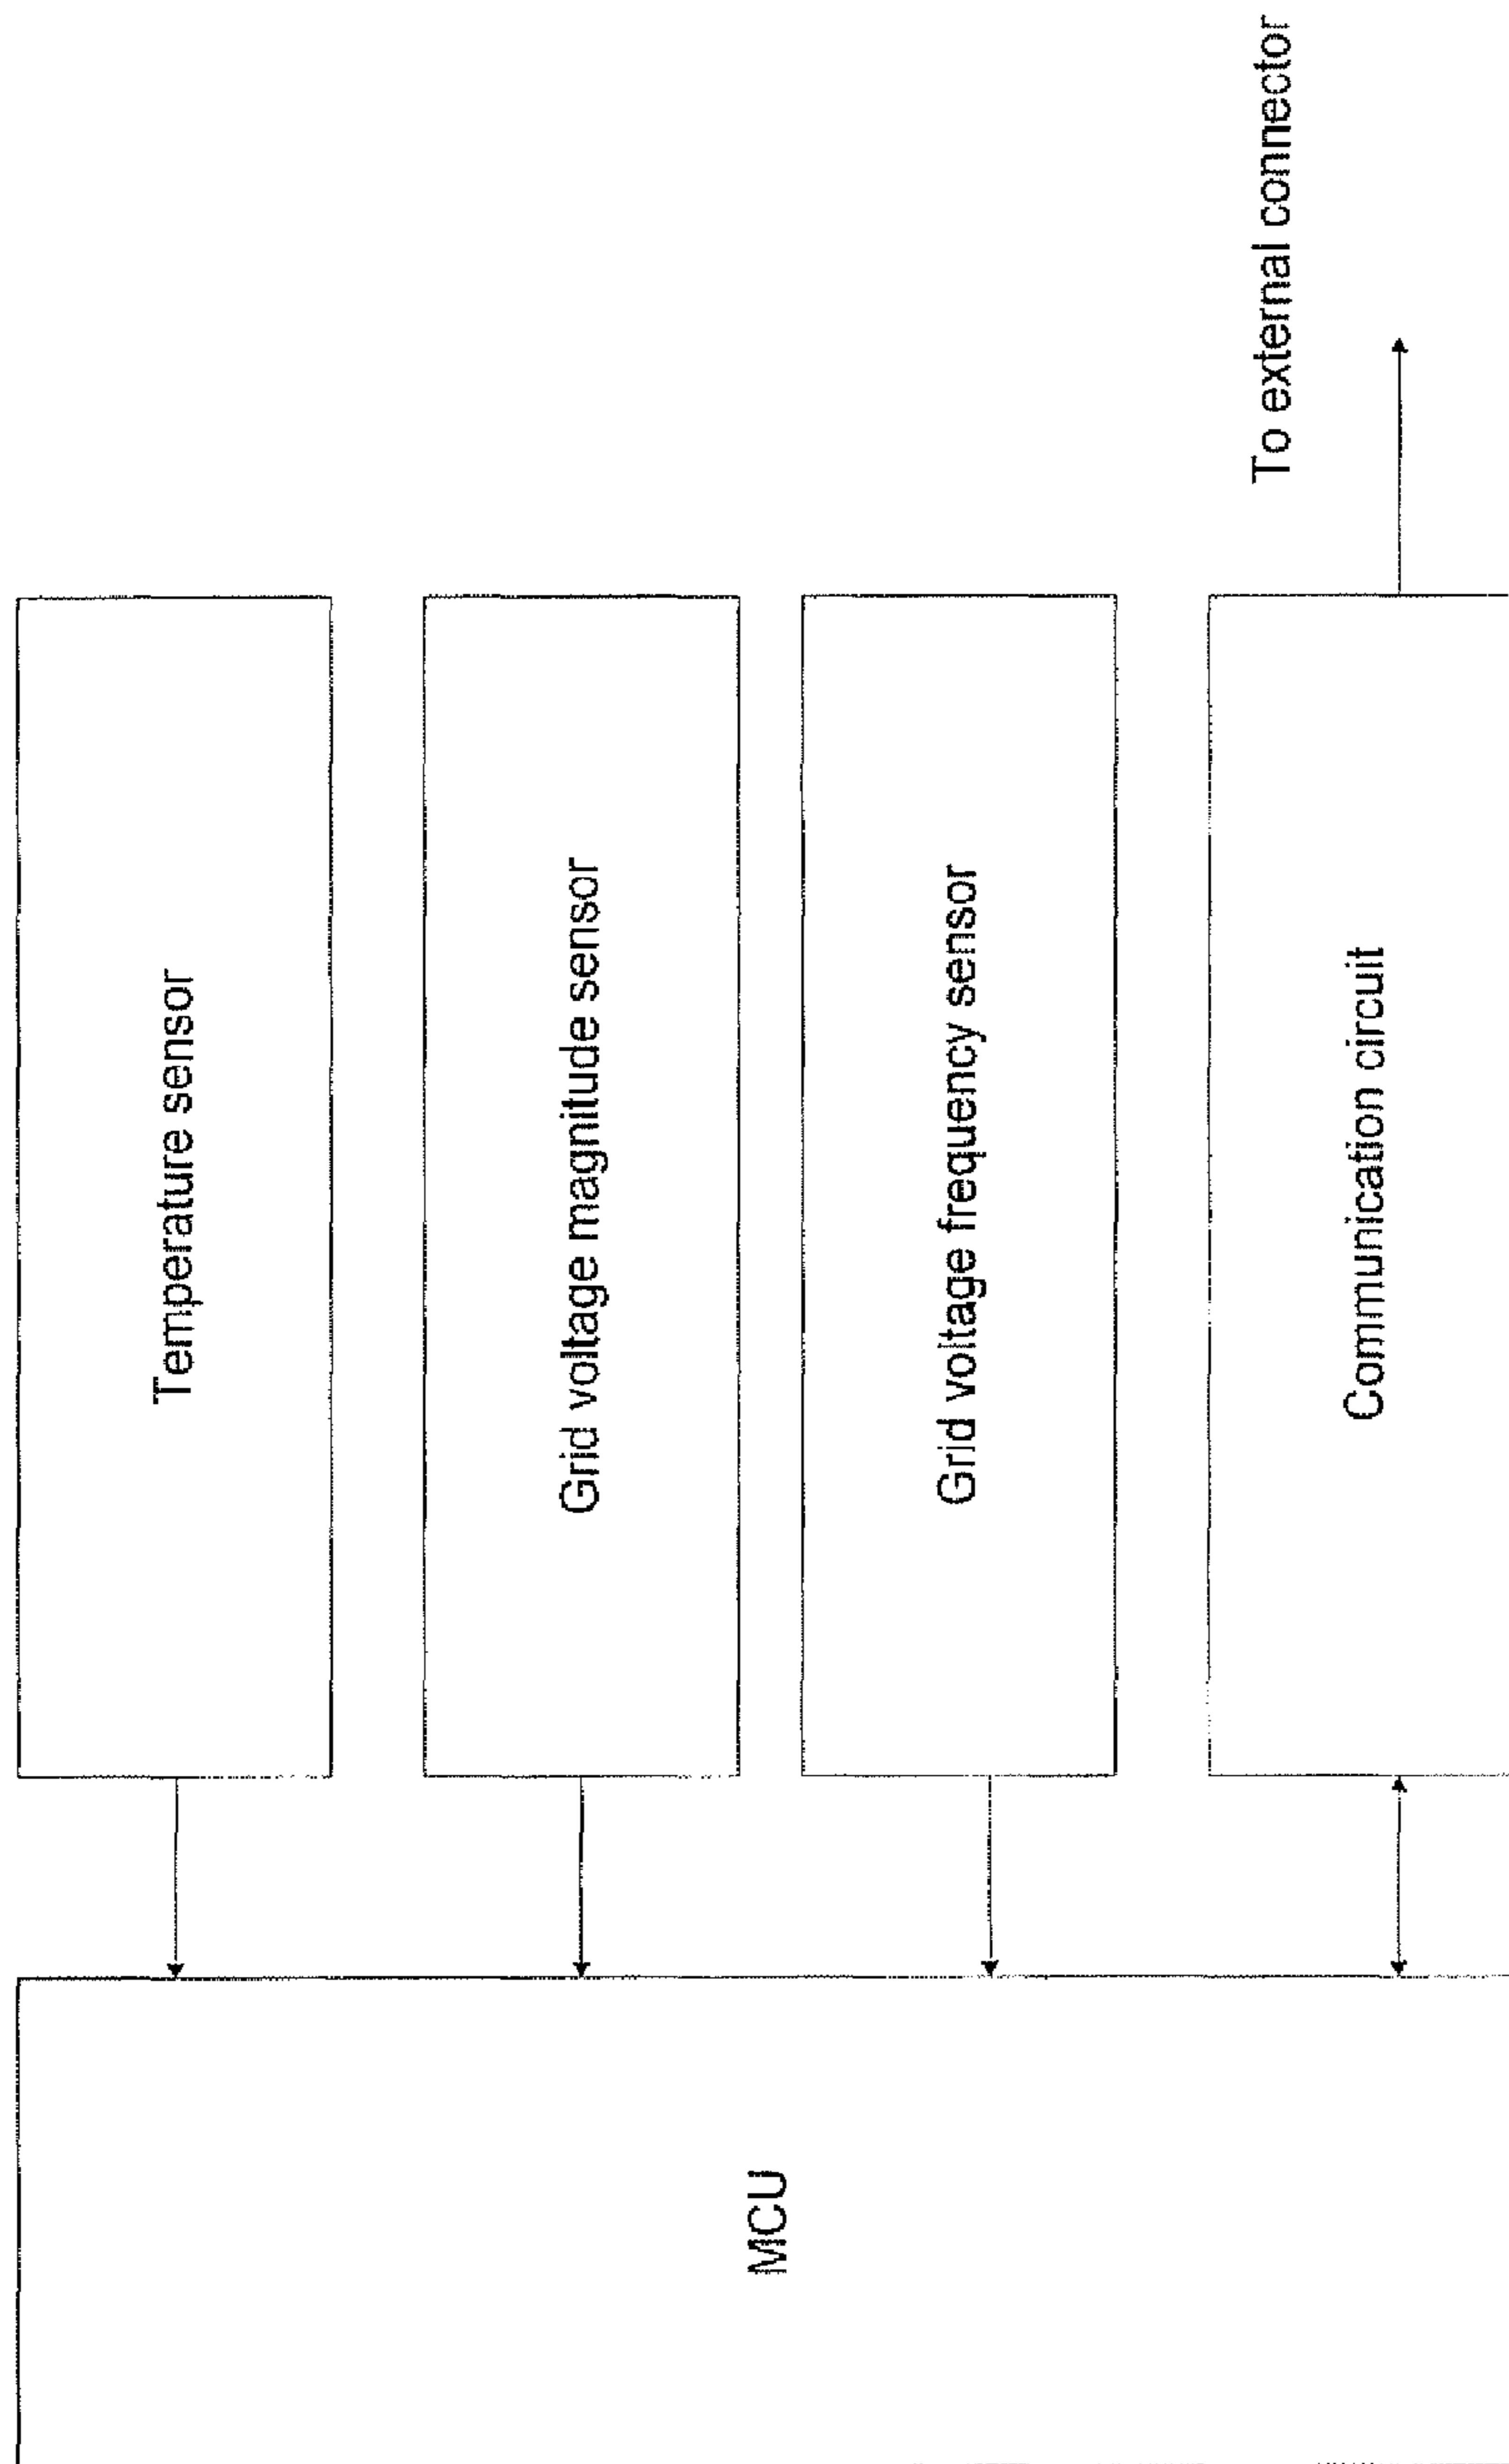 Temperature sensor
Grid voltage magnitude sensor
Grid voltage frequency sensor
To external connector
Communication circuit
MCU